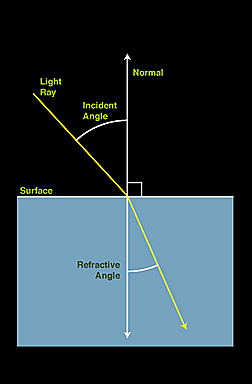 Normal
Light
Ray
Incident
Angle
Surface
Refractive
Angle